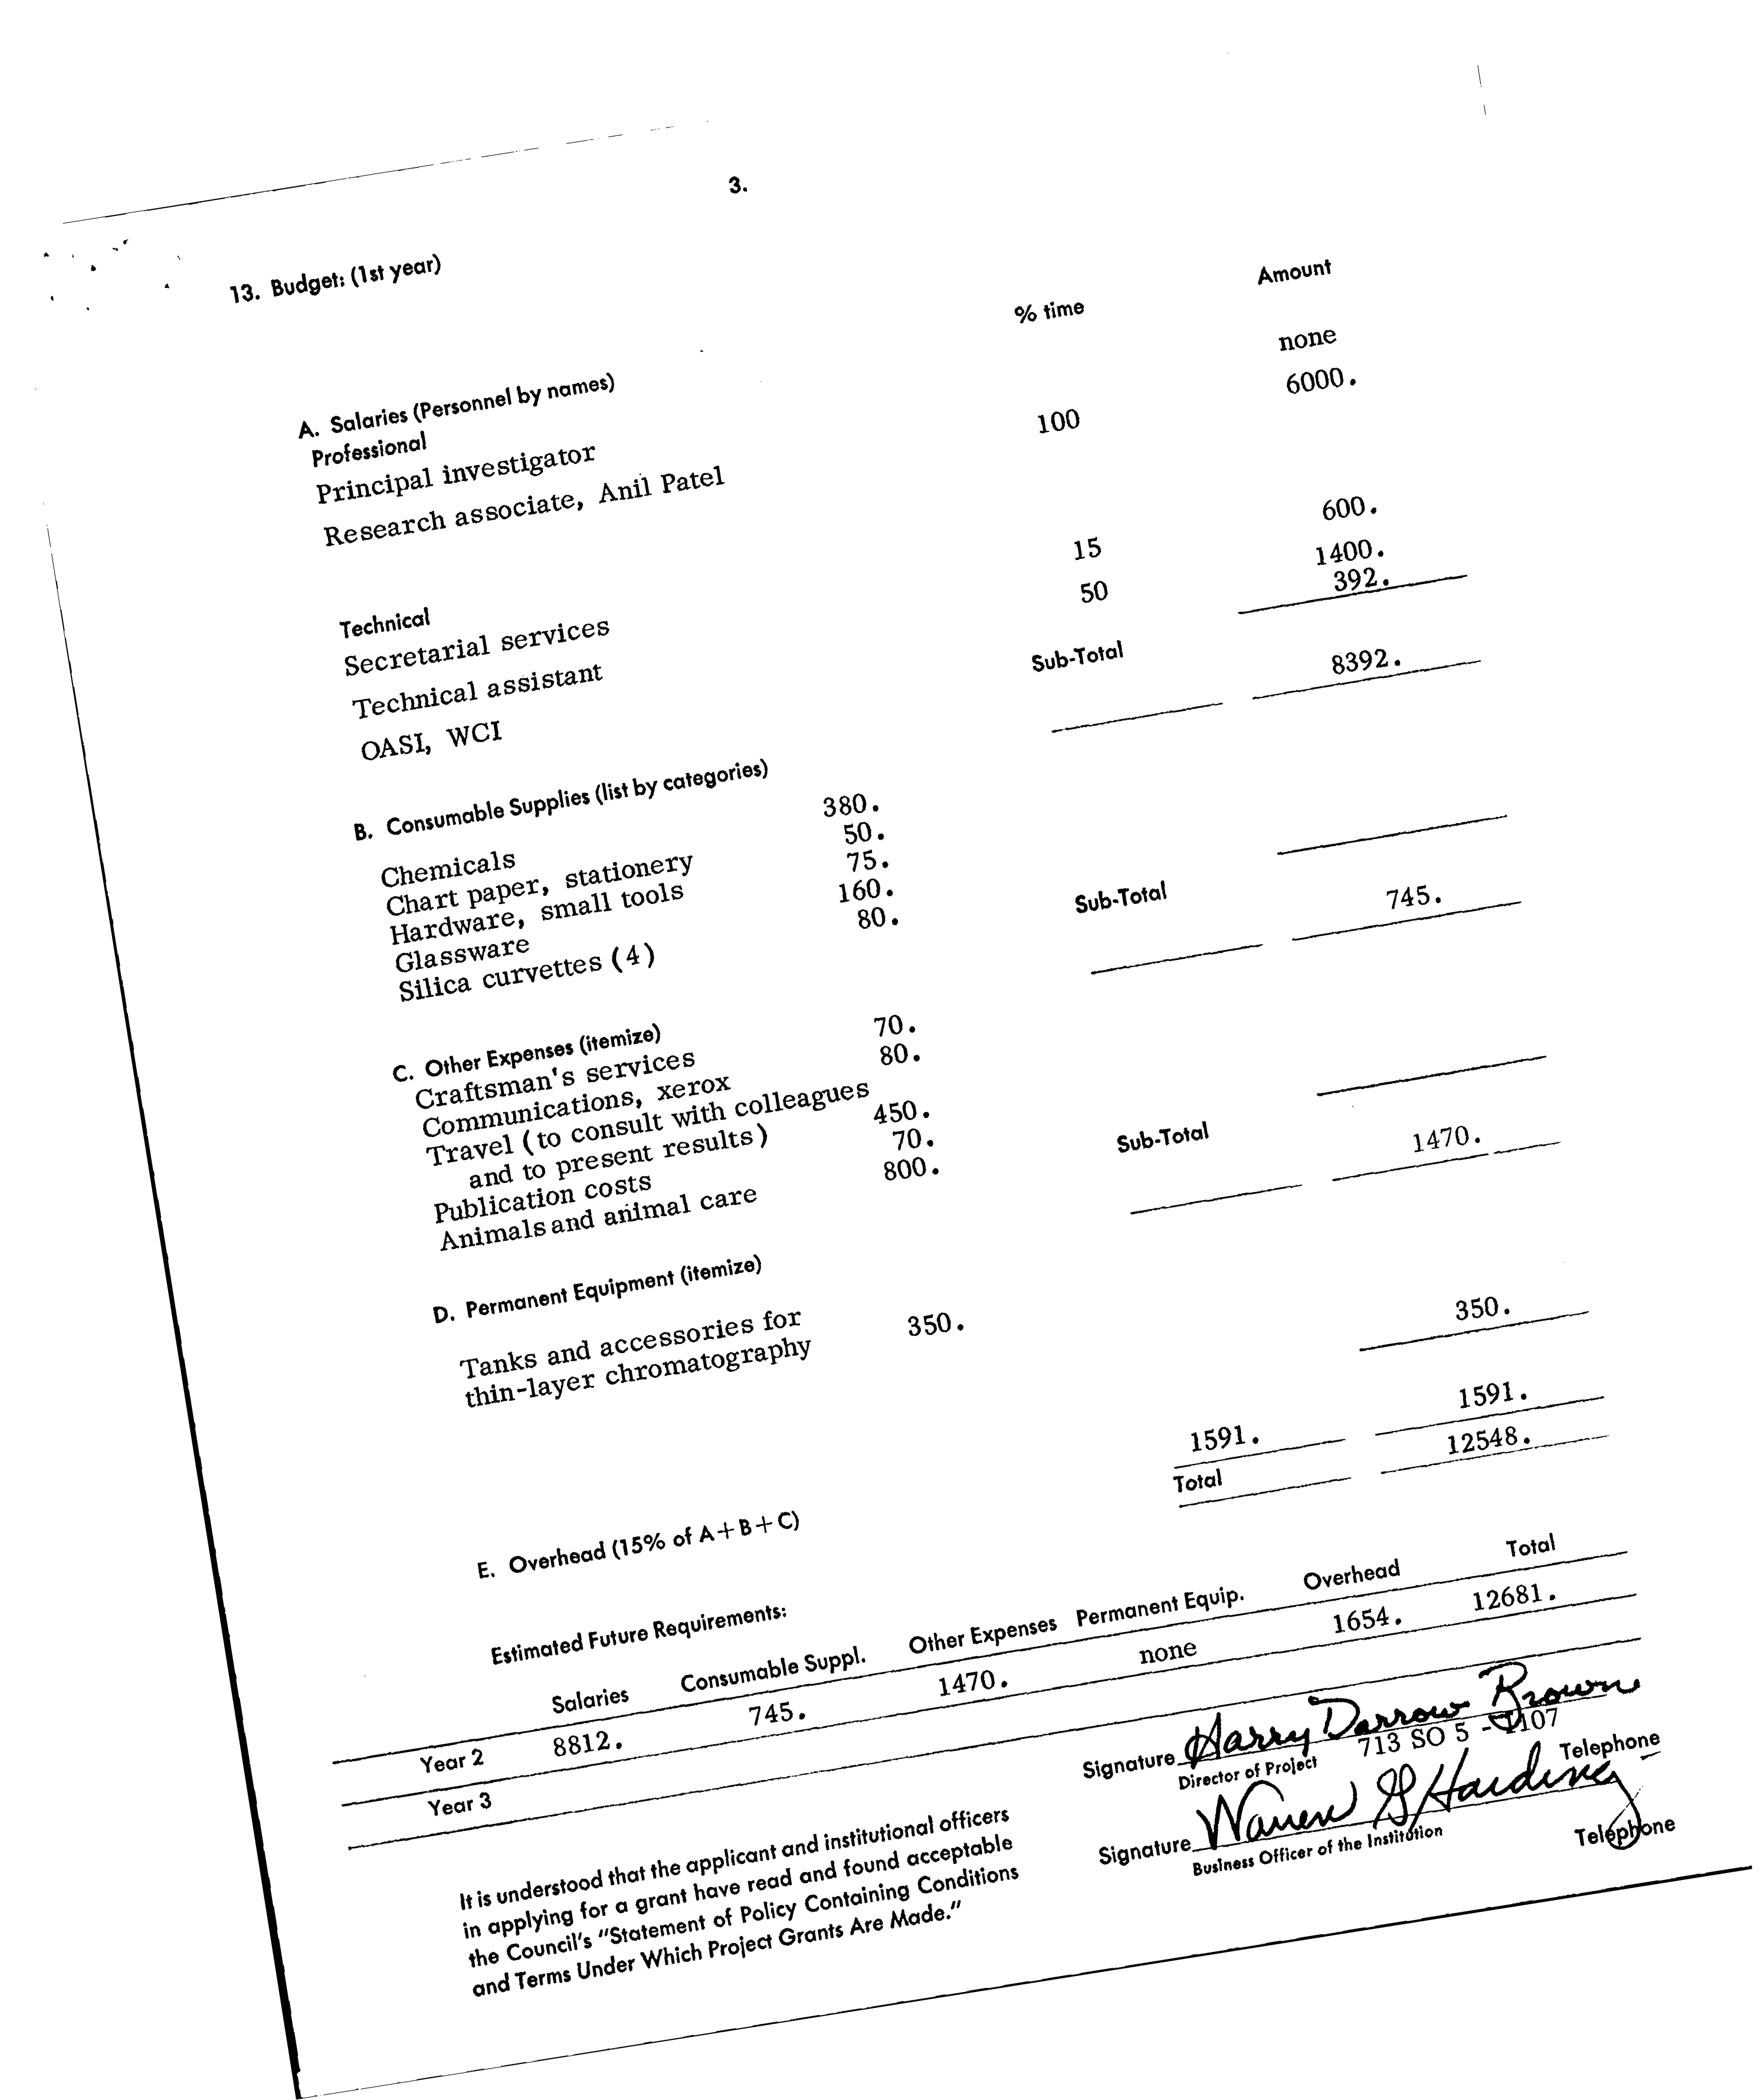 3.
13. Budget: (1st year)
% time Amount
A. Salaries (Personnel by names)
Professional
Principal investigator none
Research associate, Anil Patel 100 6000.
Technical
Secretarial services 15 600.
Technical assistant 50 1400.
OASI, WCI 392.
Sub-Total 8392.
B. Consumable Supplies (list by categories)
Chemicals 380.
Chart paper, stationery 50.
Hardware, small tools 75.
Glassware 160.
Silica curvettes (4) 80.
Sub-Total 745.
C. Other Expenses (itemize)
Craftsman's services 70.
Communications, xerox 80.
Travel (to consult with colleagues
and to present results) 450.
Publication costs 70.
Animals and animal care 800.
Sub-Total 1470.
D. Permanent Equipment (itemize)
Tanks and accessories for
thin-layer chromatography 350. 350.
E. Overhead (15% of A+B+C) 1591. 1591.
Total 12548.
Estimated Future Requirements:
Salaries Consumable Suppl. Other Expenses Permanent Equip. Overhead Total
Year 2 8812. 745. 1470. none 1654. 12681.
Year 3
It is understood that the applicant and institutional officers
in applying for a grant have read and found acceptable
the Council's "Statement of Policy Containing Conditions
and Terms Under Which Project Grants Are Made."
Signature Harry Darrow Brown
Director of Project 713 SO 5 - 1107 Telephone
Signature Warren G Harding
Business Officer of the Institution Telephone